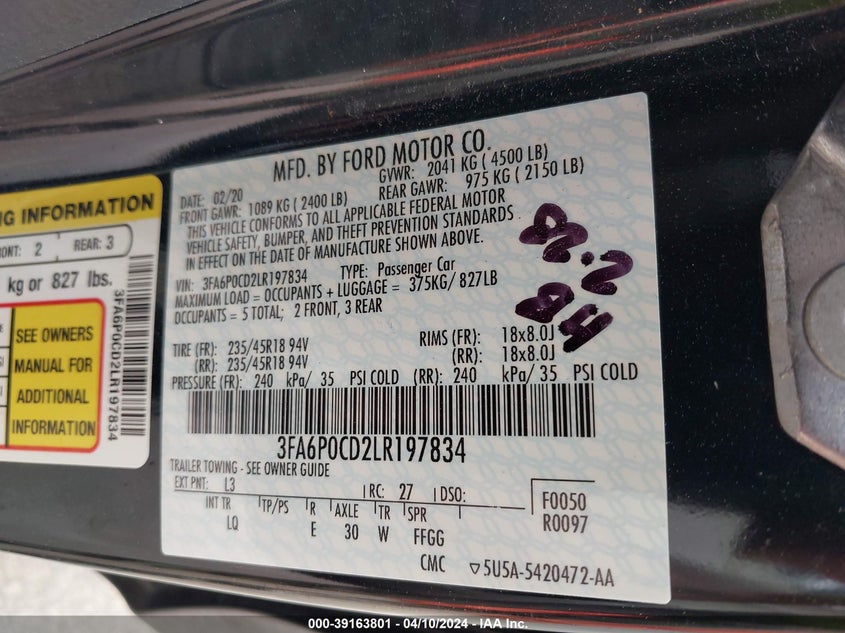 MFD. BY FORD MOTOR CO.
DATE: 02/20
GVWR: 2041 KG ( 4500 LB)
FRONT GAWR: 1089 KG ( 2400 LB)
REAR GAWR: 975 KG ( 2150 LB)
THIS VEHICLE CONFORMS TO ALL APPLICABLE FEDERAL MOTOR
VEHICLE SAFETY, BUMPER, AND THEFT PREVENTION STANDARDS
IN EFFECT ON THE DATE OF MANUFACTURE SHOWN ABOVE.
VIN: 3FA6P0CD2LR197834 TYPE: Passenger Car
MAXIMUM LOAD = OCCUPANTS + LUGGAGE = 375KG/ 827LB
OCCUPANTS = 5 TOTAL; 2 FRONT, 3 REAR
TIRE (FR): 235/45R18 94V RIMS (FR): 18x8.0J
(RR): 235/45R18 94V (RR): 18x8.0J
PRESSURE (FR): 240 kPa/ 35 PSI COLD (RR): 240 kPa/ 35 PSI COLD
3FA6P0CD2LR197834
TRAILER TOWING - SEE OWNER GUIDE
EXT PNT: L3 RC: 27 DSO:
INT TR TP/PS R AXLE TR SPR
LQ E 30 W FFGG
F0050
R0097
CMC 5U5A-5420472-AA
NG INFORMATION
RONT: 2 REAR: 3
kg or 827 lbs.
SEE OWNERS
MANUAL FOR
ADDITIONAL
INFORMATION
3FA6P0CD2LR197834
000-39163801 - 04/10/2024 - IAA Inc.